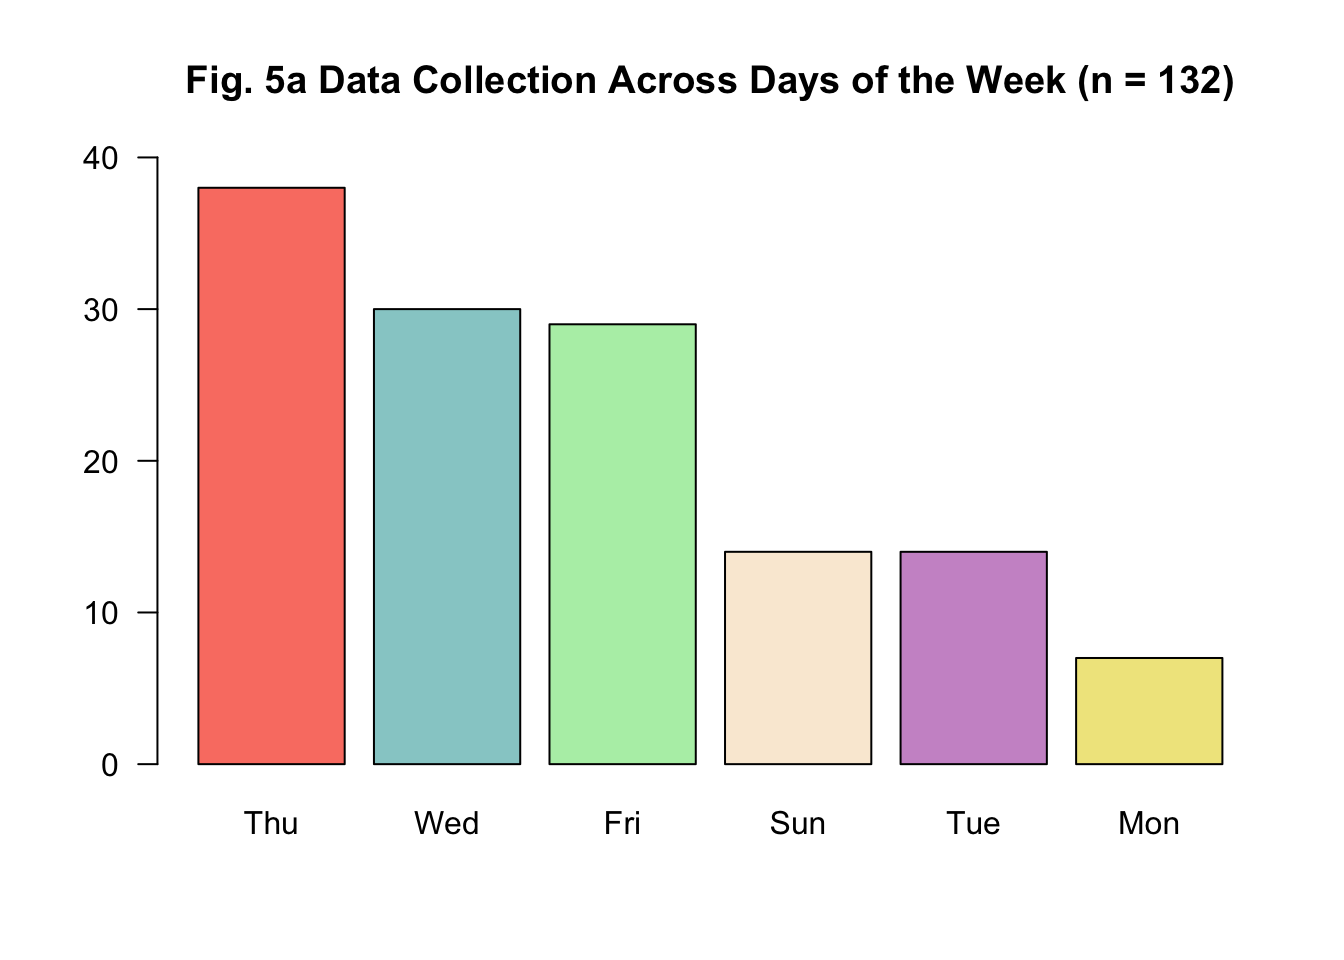 Fig. 5a Data Collection Across Days of the Week (n = 132)
40
30
20
10
0
Thu Wed Fri Sun Tue Mon